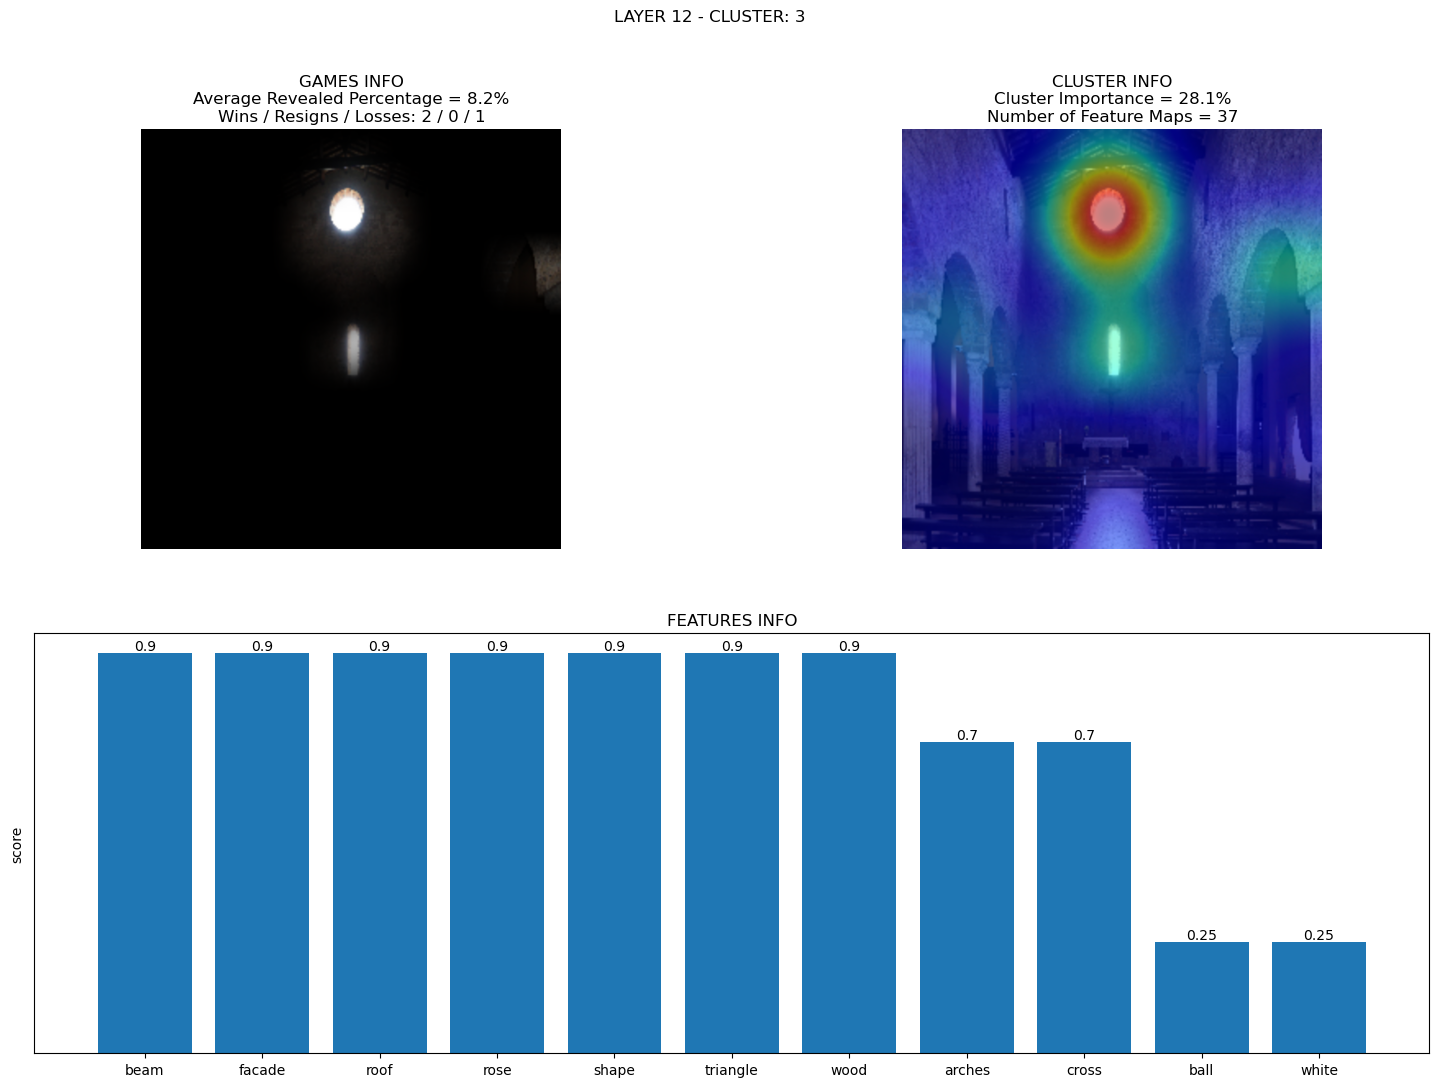 LAYER 12 - CLUSTER: 3
GAMES INFO
Average Revealed Percentage = 8.2%
Wins / Resigns / Losses: 2 / 0 / 1
CLUSTER INFO
Cluster Importance = 28.1%
Number of Feature Maps = 37
FEATURES INFO
score
0.9 0.9 0.9 0.9 0.9 0.9 0.9 0.7 0.7 0.25 0.25
beam facade roof rose shape triangle wood arches cross ball white